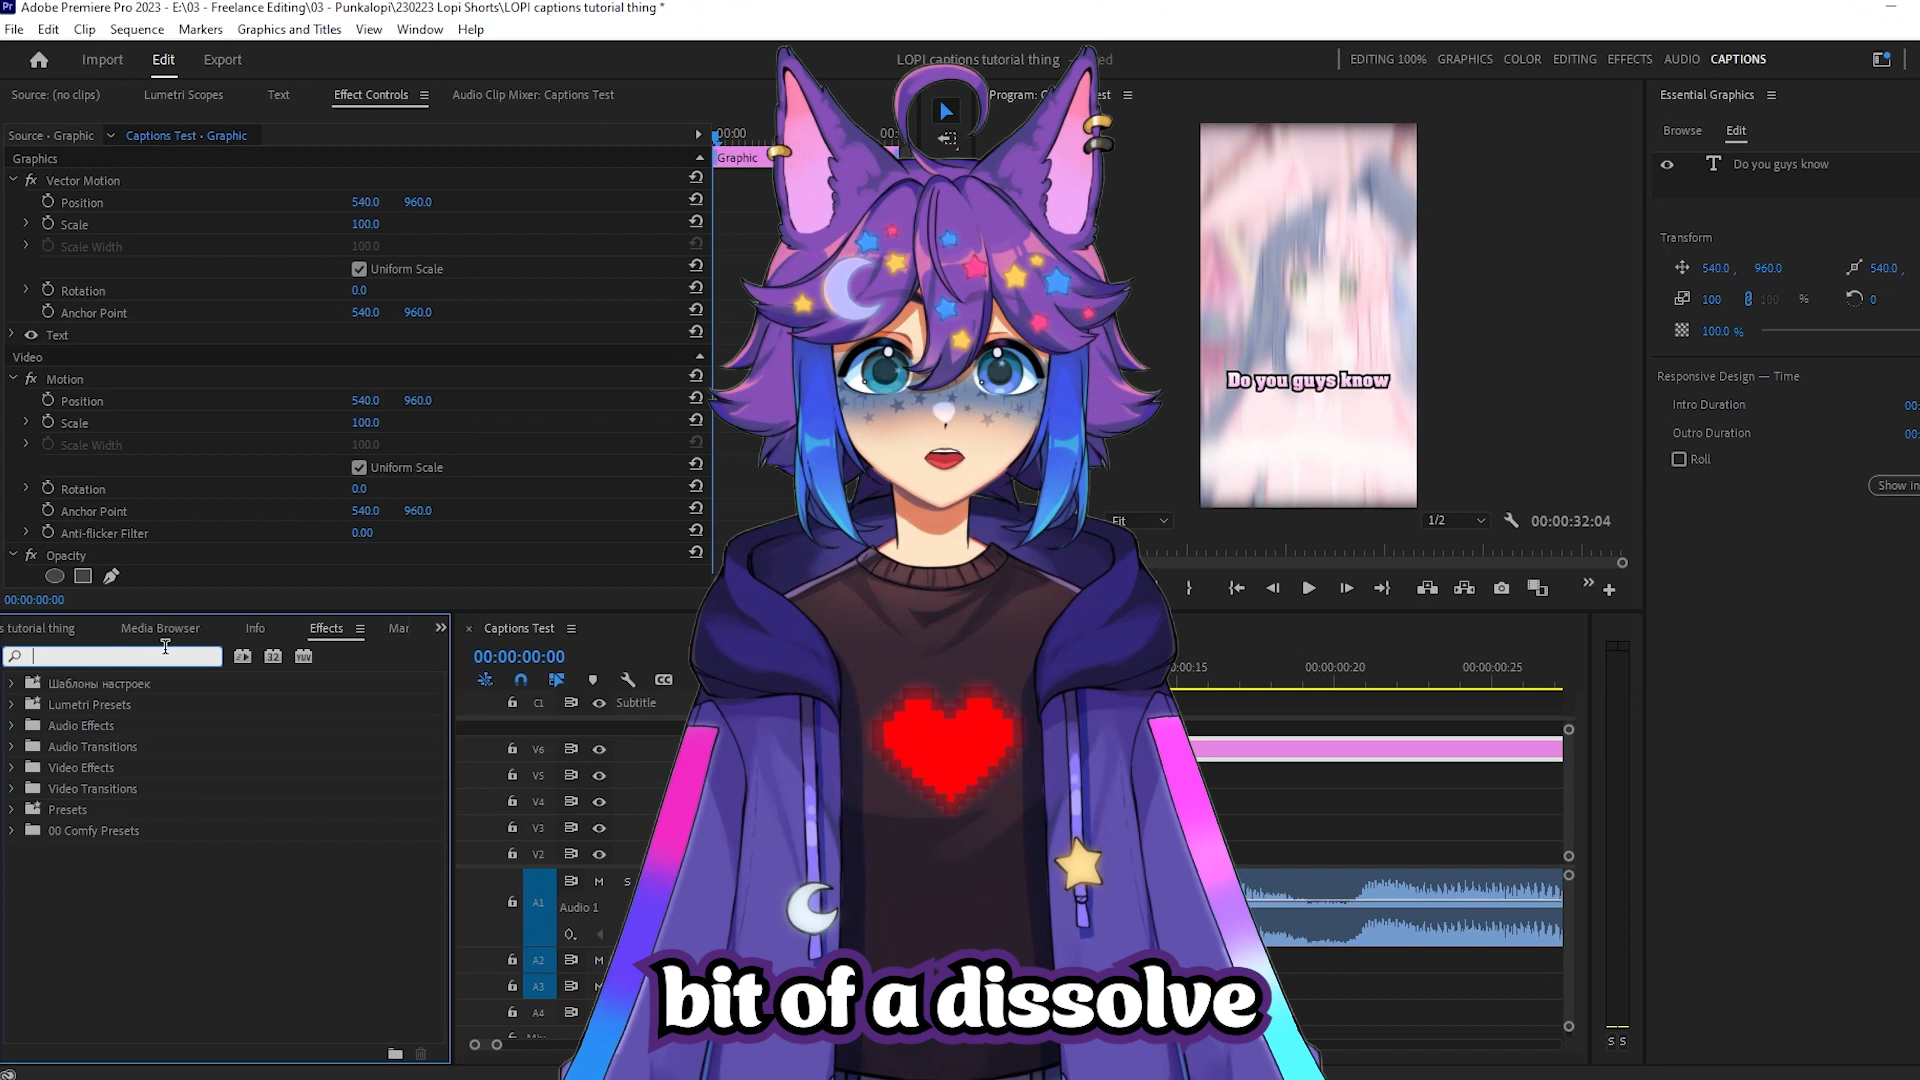 Adobe Premiere Pro 2023 - E:\03 - Freelance Editing\03 - Punkalopi\230223 Lopi Shorts\LOPI captions tutorial thing *
File Edit Clip Sequence Markers Graphics and Titles View Window Help
Import Edit Export
LOPI captions tutorial thing
EDITING 100% GRAPHICS COLOR EDITING EFFECTS AUDIO CAPTIONS
Source: (no clips) Lumetri Scopes Text Effect Controls Audio Clip Mixer: Captions Test
Program:
Essential Graphics
Source • Graphic Captions Test • Graphic
00:00
Browse Edit
Graphics
Graphic
Do you guys know
Vector Motion
Position 540.0 960.0
Scale 100.0
Scale Width 100.0
Uniform Scale
Rotation 0.0
Anchor Point 540.0 960.0
Text
Video
Motion
Position 540.0 960.0
Scale 100.0
Scale Width 100.0
Uniform Scale
Rotation 0.0
Anchor Point 540.0 960.0
Anti-flicker Filter 0.00
Opacity
00:00:00:00
Do you guys know
Fit
1/2
00:00:32:04
Transform
540.0 , 960.0 540.0 ,
100 100 % 0
100.0 %
Responsive Design — Time
Intro Duration 00:
Outro Duration 00:
Roll
Show in
s tutorial thing Media Browser Info Effects Mar
32 YUV
Шаблоны настроек
Lumetri Presets
Audio Effects
Audio Transitions
Video Effects
Video Transitions
Presets
00 Comfy Presets
× Captions Test
00:00:00:00
CC
0:00:15 00:00:00:20 00:00:00:25
C1 Subtitle
V6
V5
V4
V3
V2
A1 M S
Audio 1
A2 M
A3 M
A4
S S
bit of a dissolve